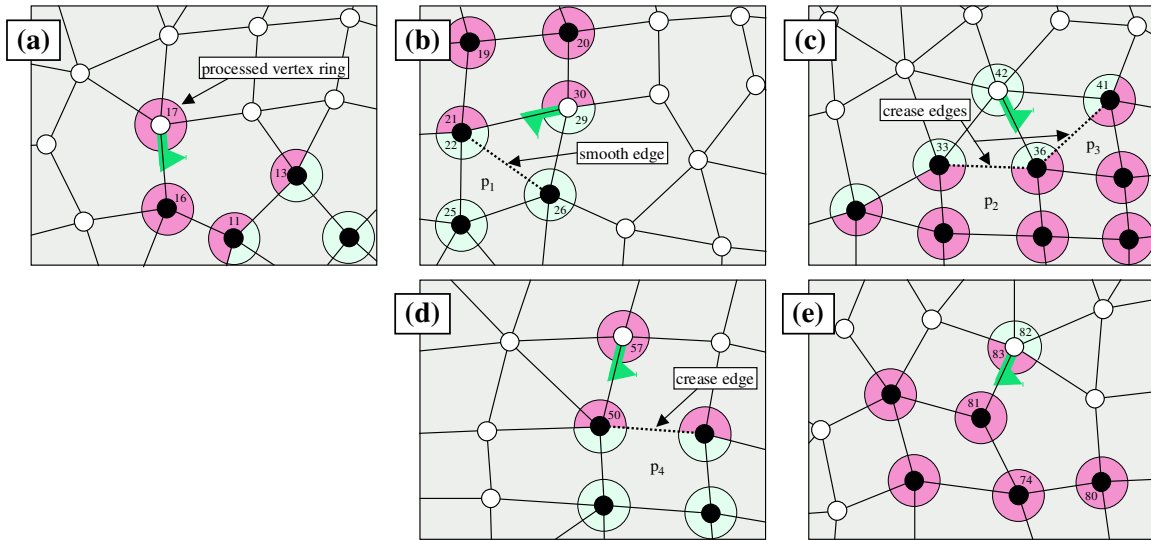 (a)
17
processed vertex ring
13
16
11
(b)
19
20
30
29
21
22
smooth edge
p1
25
26
(c)
42
41
crease edges
33
36
p3
p2
(d)
57
crease edge
50
p4
(e)
82
83
81
74
80